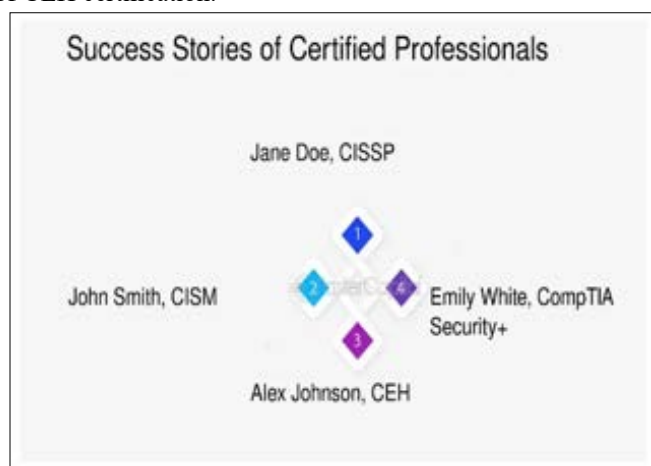 Success Stories of Certified Professionals
Jane Doe, CISSP
1
2
4
John Smith, CISM
Emily White, CompTIA
Security+
3
Alex Johnson, CEH